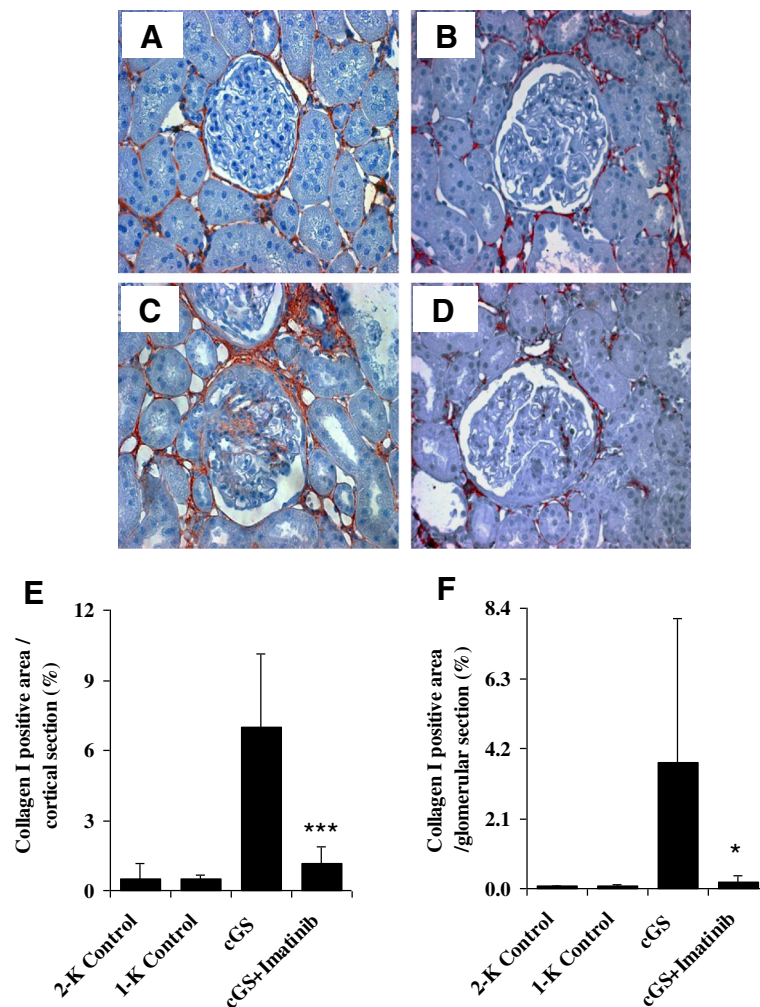 A
B
C
D
E
Collagen I positive area /
cortical section (%)
12
9
6
3
0
***
2-K Control
1-K Control
cGS
cGS+Imatinib
F
Collagen I positive area
/glomerular section (%)
8.4
6.3
4.2
2.1
0.0
*
2-K Control
1-K Control
cGS
cGS+Imatinib